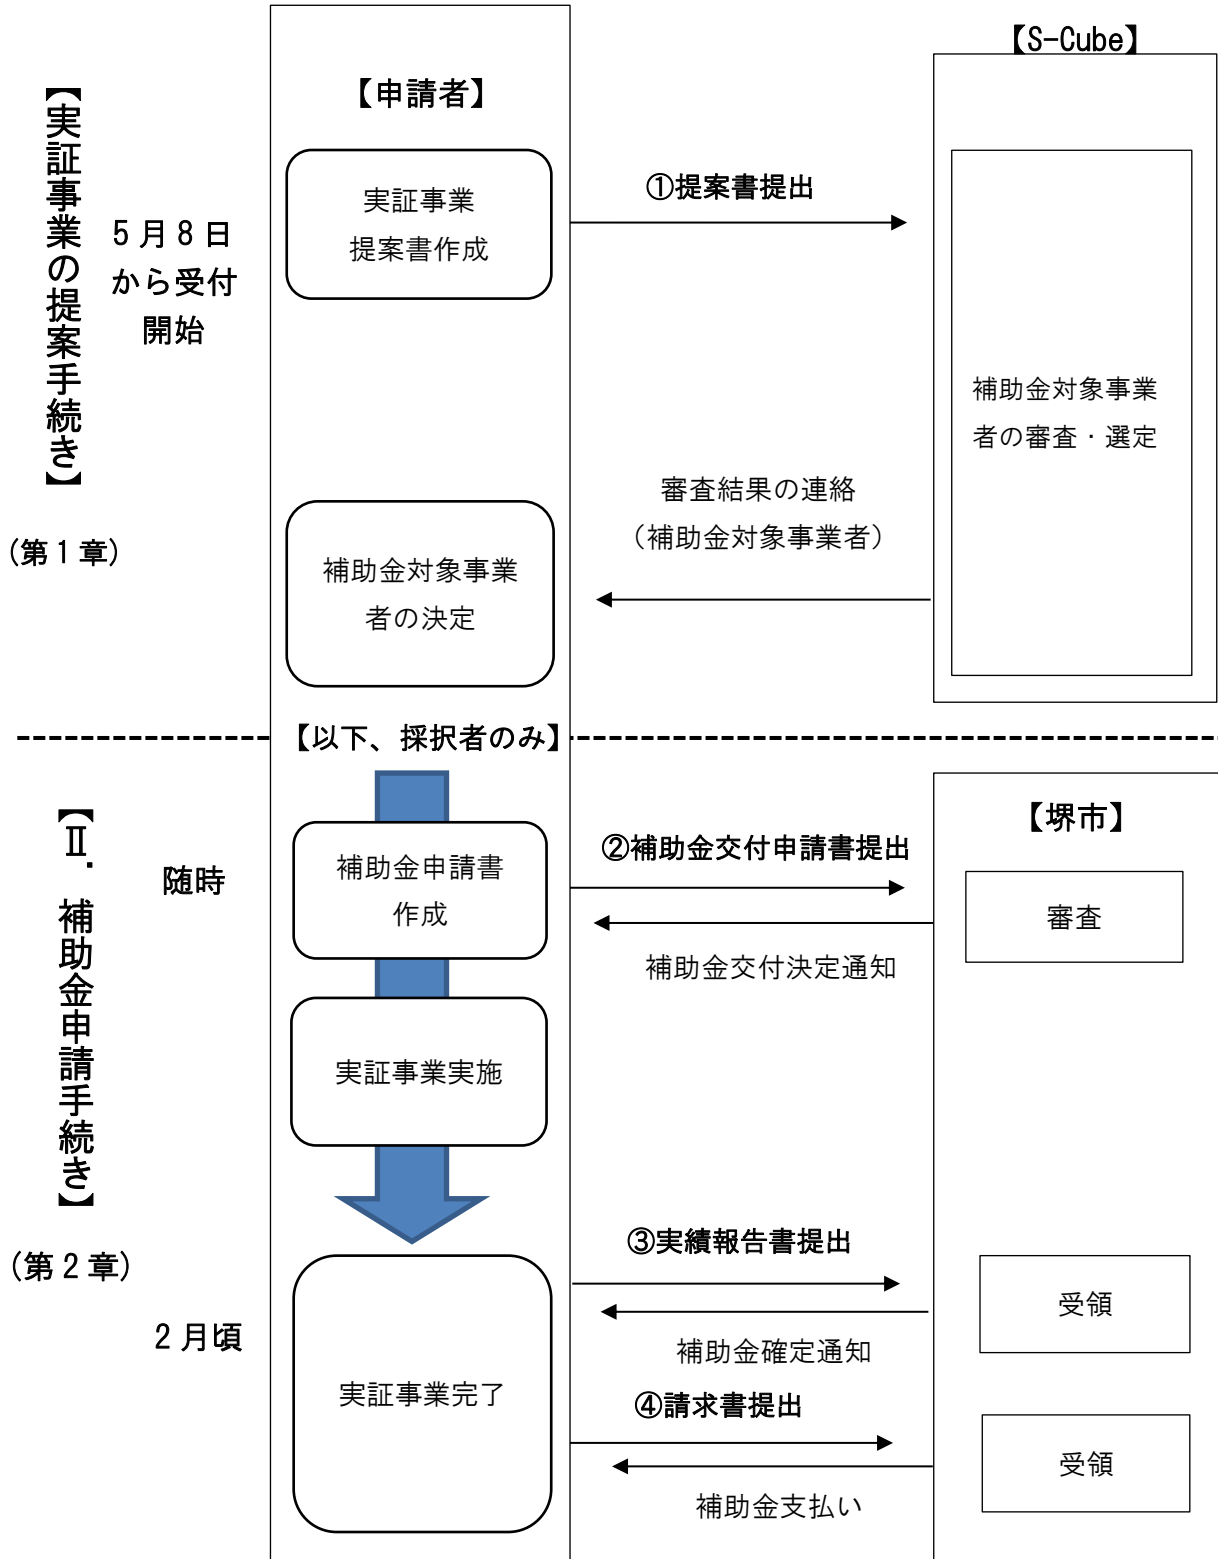 【S-Cube】
【申請者】
【実証事業の提案手続き】
5月8日
から受付
開始
(第1章)
実証事業
提案書作成
①提案書提出
補助金対象事業
者の審査・選定
審査結果の連絡
（補助金対象事業者）
補助金対象事業
者の決定
【以下、採択者のみ】
【堺市】
【Ⅱ．補助金申請手続き】
随時
(第2章)
補助金申請書
作成
②補助金交付申請書提出
審査
補助金交付決定通知
実証事業実施
2月頃
実証事業完了
③実績報告書提出
受領
補助金確定通知
④請求書提出
受領
補助金支払い